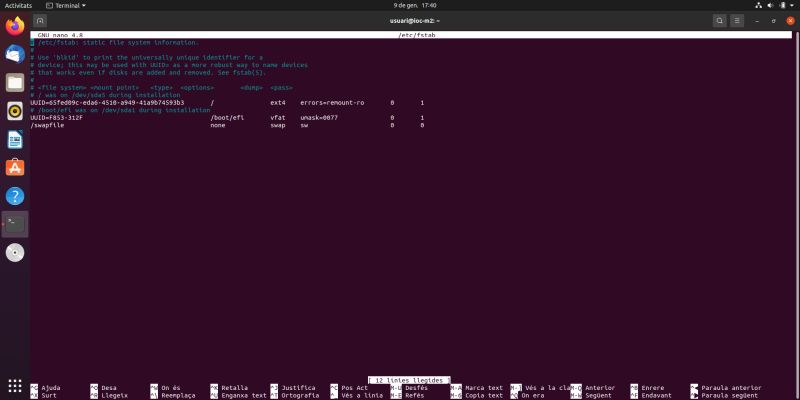 Activitats Terminal 9 de gen. 17:40
usuari@ioc-m2: ~
GNU nano 4.8 /etc/fstab
# /etc/fstab: static file system information.
#
# Use 'blkid' to print the universally unique identifier for a
# device; this may be used with UUID= as a more robust way to name devices
# that works even if disks are added and removed. See fstab(5).
#
# <file system> <mount point> <type> <options> <dump> <pass>
# / was on /dev/sda5 during installation
UUID=65fed09c-eda6-4510-a949-41a9b74593b3 / ext4 errors=remount-ro 0 1
# /boot/efi was on /dev/sda1 during installation
UUID=F853-312F /boot/efi vfat umask=0077 0 1
/swapfile none swap sw 0 0
[ 12 línies llegides ]
^G Ajuda ^O Desa ^W On és ^K Retalla ^J Justifica ^C Pos Act M-U Desfés M-A Marca text M-] Vés a la cla M-Q Anterior ^B Enrere Paraula anterior
^X Surt ^R Llegeix ^\ Reemplaça ^U Enganxa text ^T Ortografia ^_ Vés a línia M-E Refés M-6 Copia text ^Q On era M-W Següent ^F Endavant Paraula següent